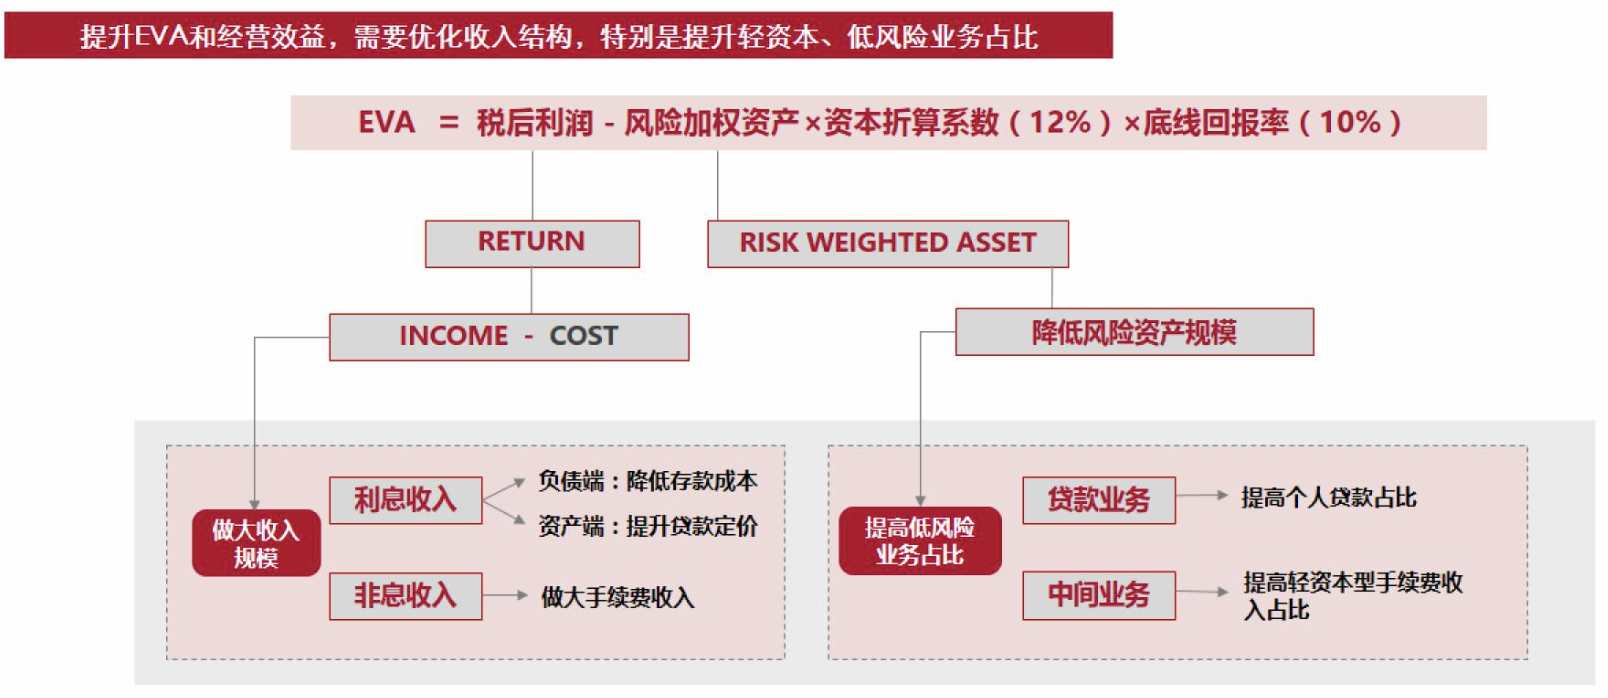 提升EVA和经营效益，需要优化收入结构，特别是提升轻资本、低风险业务占比
EVA = 税后利润 - 风险加权资产×资本折算系数（12%）×底线回报率（10%）
RETURN
RISK WEIGHTED ASSET
INCOME - COST
降低风险资产规模
做大收入
规模
利息收入
负债端：降低存款成本
资产端：提升贷款定价
非息收入
做大手续费收入
提高低风险
业务占比
贷款业务
提高个人贷款占比
中间业务
提高轻资本型手续费收
入占比